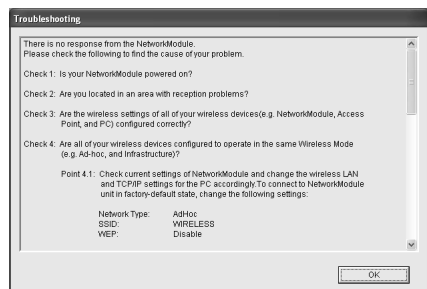 Troubleshooting
There is no response from the NetworkModule.
Please check the following to find the cause of your problem.
Check 1: Is your NetworkModule powered on?
Check 2: Are you located in an area with reception problems?
Check 3: Are the wireless settings of all of your wireless devices(e.g. NetworkModule, Access
Point, and PC) configured correctly?
Check 4: Are all of your wireless devices configured to operate in the same Wireless Mode
(e.g. Ad-hoc, and Infrastructure)?
Point 4.1: Check current settings of NetworkModule and change the wireless LAN
and TCP/IP settings for the PC accordingly.To connect to NetworkModule
unit in factory-default state, change the following settings:
Network Type: AdHoc
SSID: WIRELESS
WEP: Disable
OK